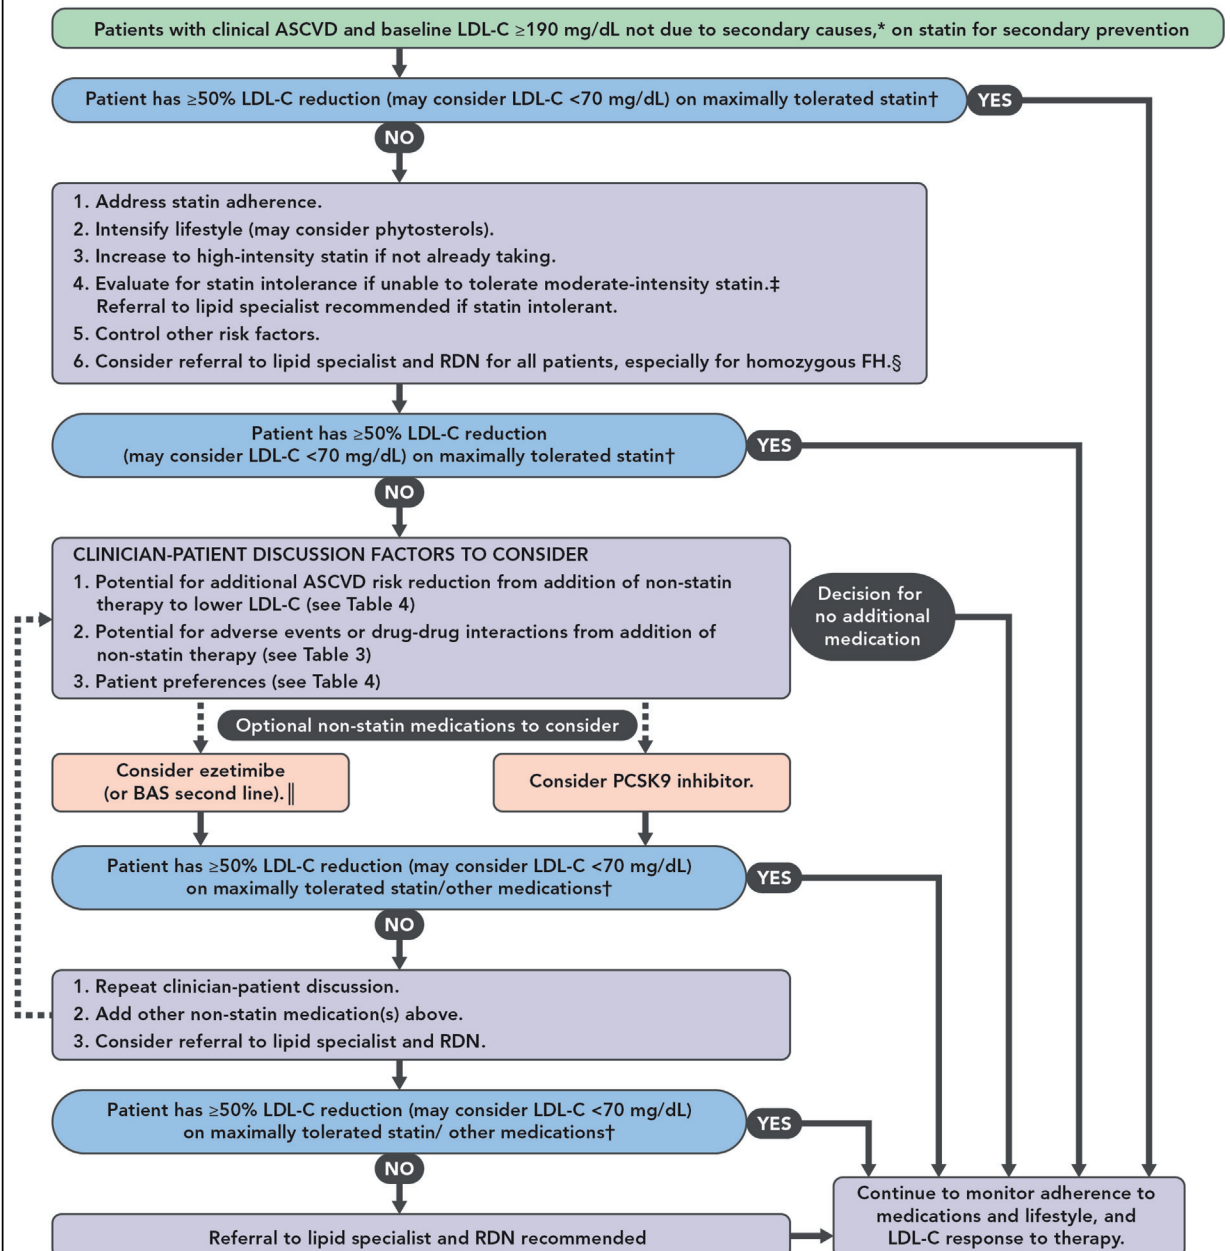 Patients with clinical ASCVD and baseline LDL-C ≥190 mg/dL not due to secondary causes,* on statin for secondary prevention
Patient has ≥50% LDL-C reduction (may consider LDL-C <70 mg/dL) on maximally tolerated statin†
YES
NO
1. Address statin adherence.
2. Intensify lifestyle (may consider phytosterols).
3. Increase to high-intensity statin if not already taking.
4. Evaluate for statin intolerance if unable to tolerate moderate-intensity statin.‡
Referral to lipid specialist recommended if statin intolerant.
5. Control other risk factors.
6. Consider referral to lipid specialist and RDN for all patients, especially for homozygous FH.§
Patient has ≥50% LDL-C reduction
(may consider LDL-C <70 mg/dL) on maximally tolerated statin†
YES
NO
CLINICIAN-PATIENT DISCUSSION FACTORS TO CONSIDER
1. Potential for additional ASCVD risk reduction from addition of non-statin
therapy to lower LDL-C (see Table 4)
2. Potential for adverse events or drug-drug interactions from addition of
non-statin therapy (see Table 3)
3. Patient preferences (see Table 4)
Decision for
no additional
medication
Optional non-statin medications to consider
Consider ezetimibe
(or BAS second line).‖
Consider PCSK9 inhibitor.
Patient has ≥50% LDL-C reduction (may consider LDL-C <70 mg/dL)
on maximally tolerated statin/other medications†
YES
NO
1. Repeat clinician-patient discussion.
2. Add other non-statin medication(s) above.
3. Consider referral to lipid specialist and RDN.
Patient has ≥50% LDL-C reduction (may consider LDL-C <70 mg/dL)
on maximally tolerated statin/ other medications†
YES
NO
Referral to lipid specialist and RDN recommended
Continue to monitor adherence to
medications and lifestyle, and
LDL-C response to therapy.